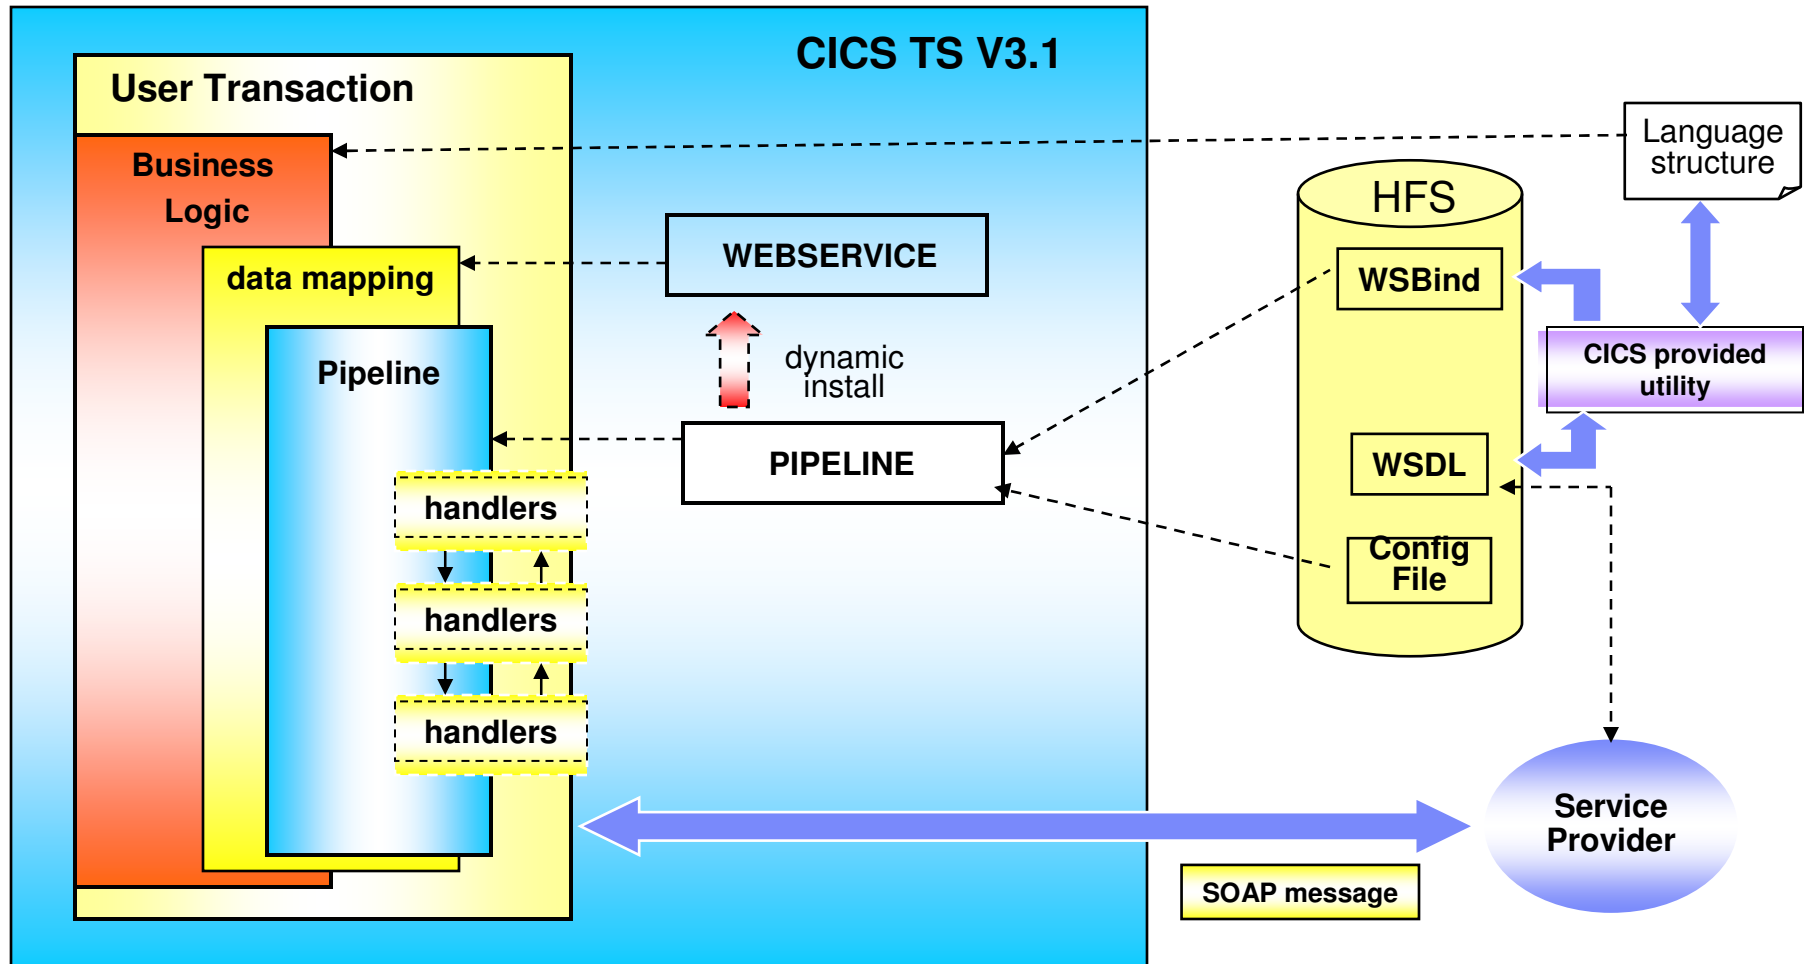 CICS TS V3.1
User Transaction
Business
Logic
data mapping
Pipeline
handlers
handlers
handlers
WEBSERVICE
dynamic
install
PIPELINE
HFS
WSBind
WSDL
Config
File
Language
structure
CICS provided
utility
Service
Provider
SOAP message